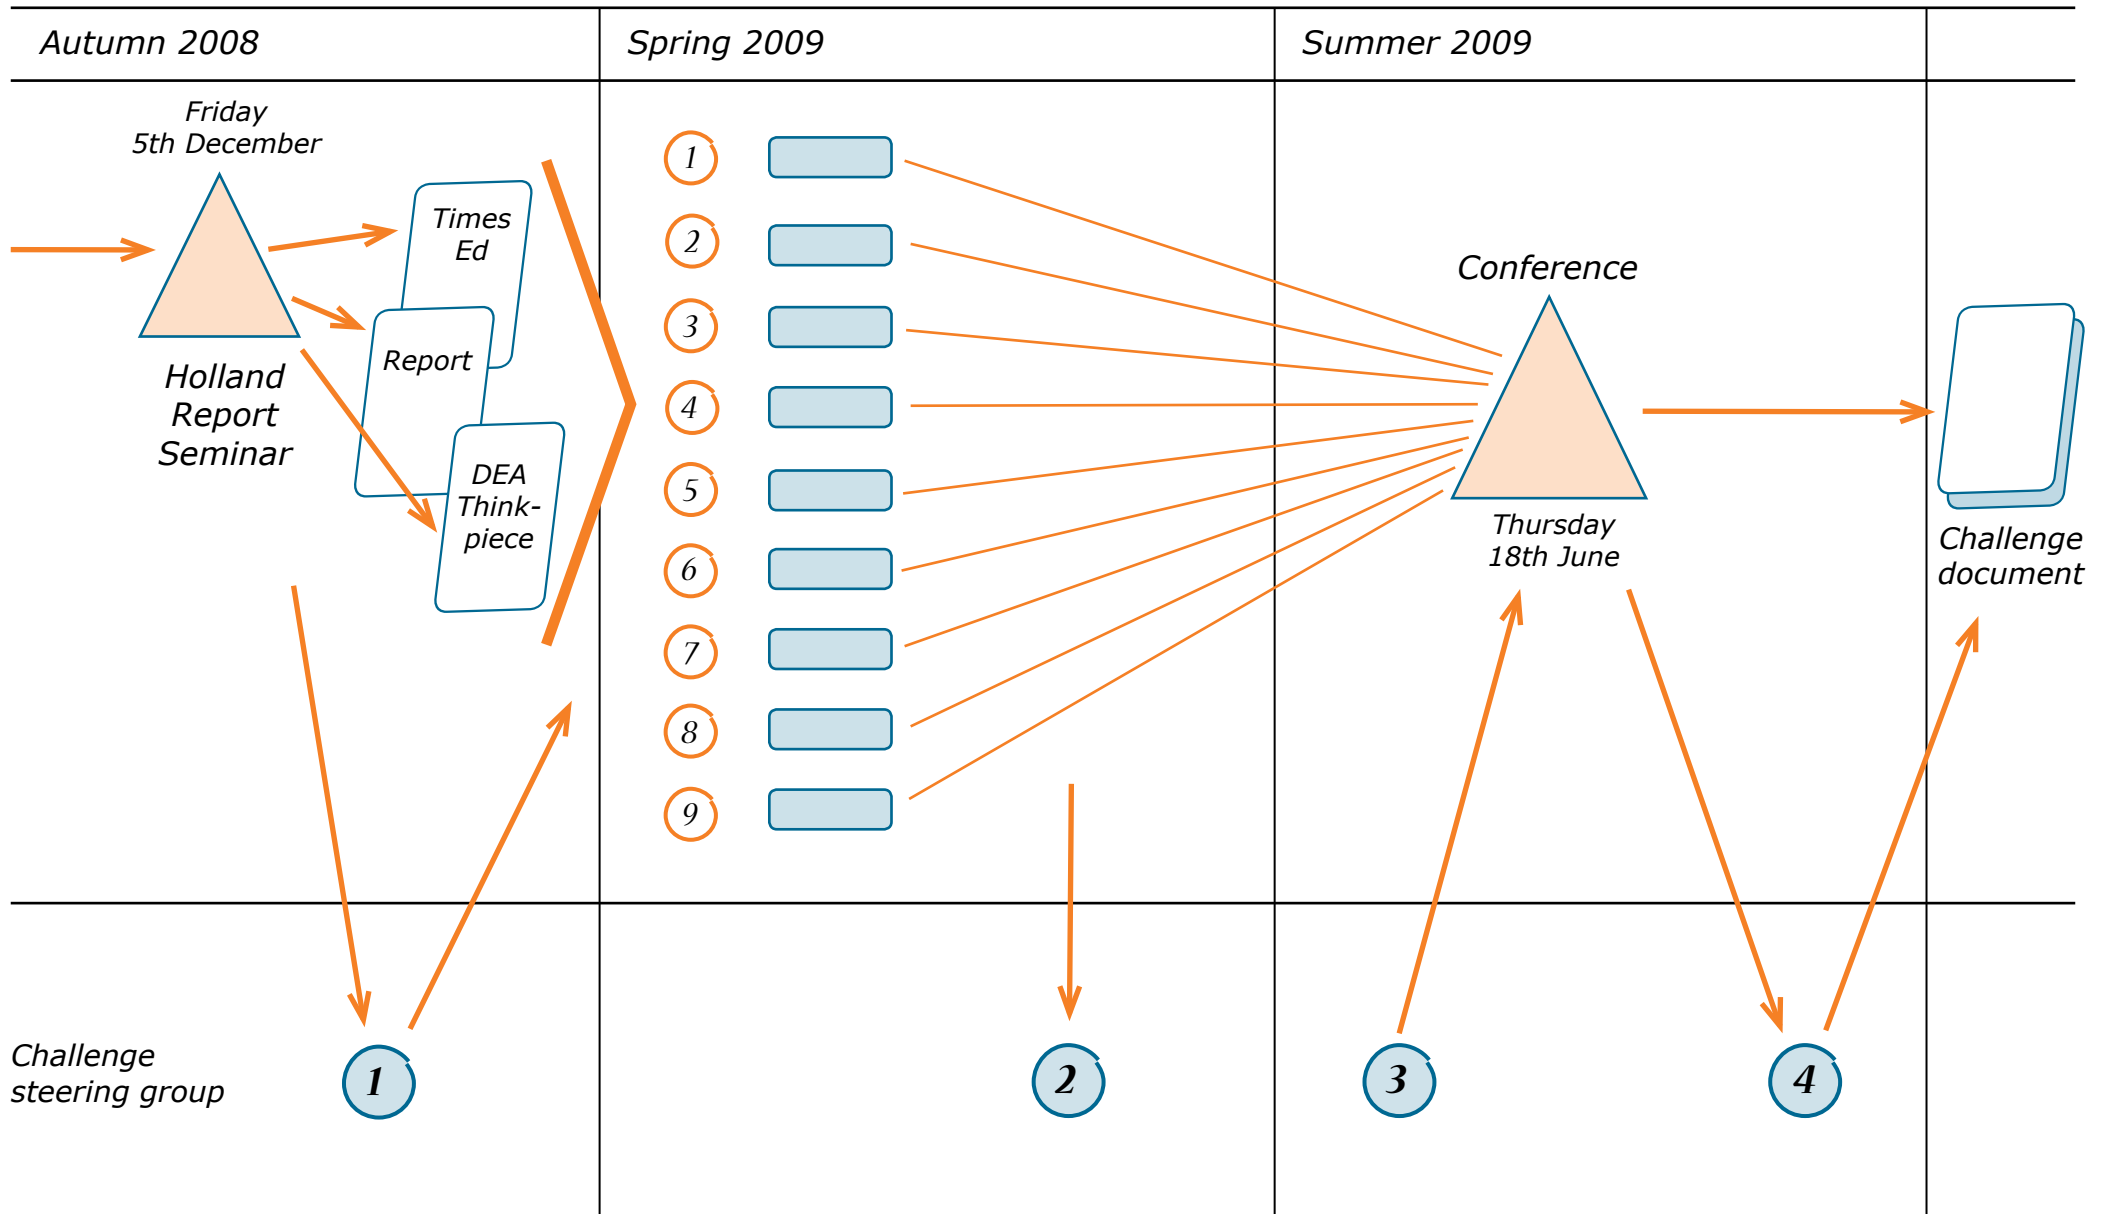 Autumn 2008
Spring 2009
Summer 2009
Friday
5th December
Times
Ed
Report
DEA
Think-
piece
Holland
Report
Seminar
1
2
3
4
5
6
7
8
9
Conference
Thursday
18th June
Challenge
document
Challenge
steering group
1
2
3
4